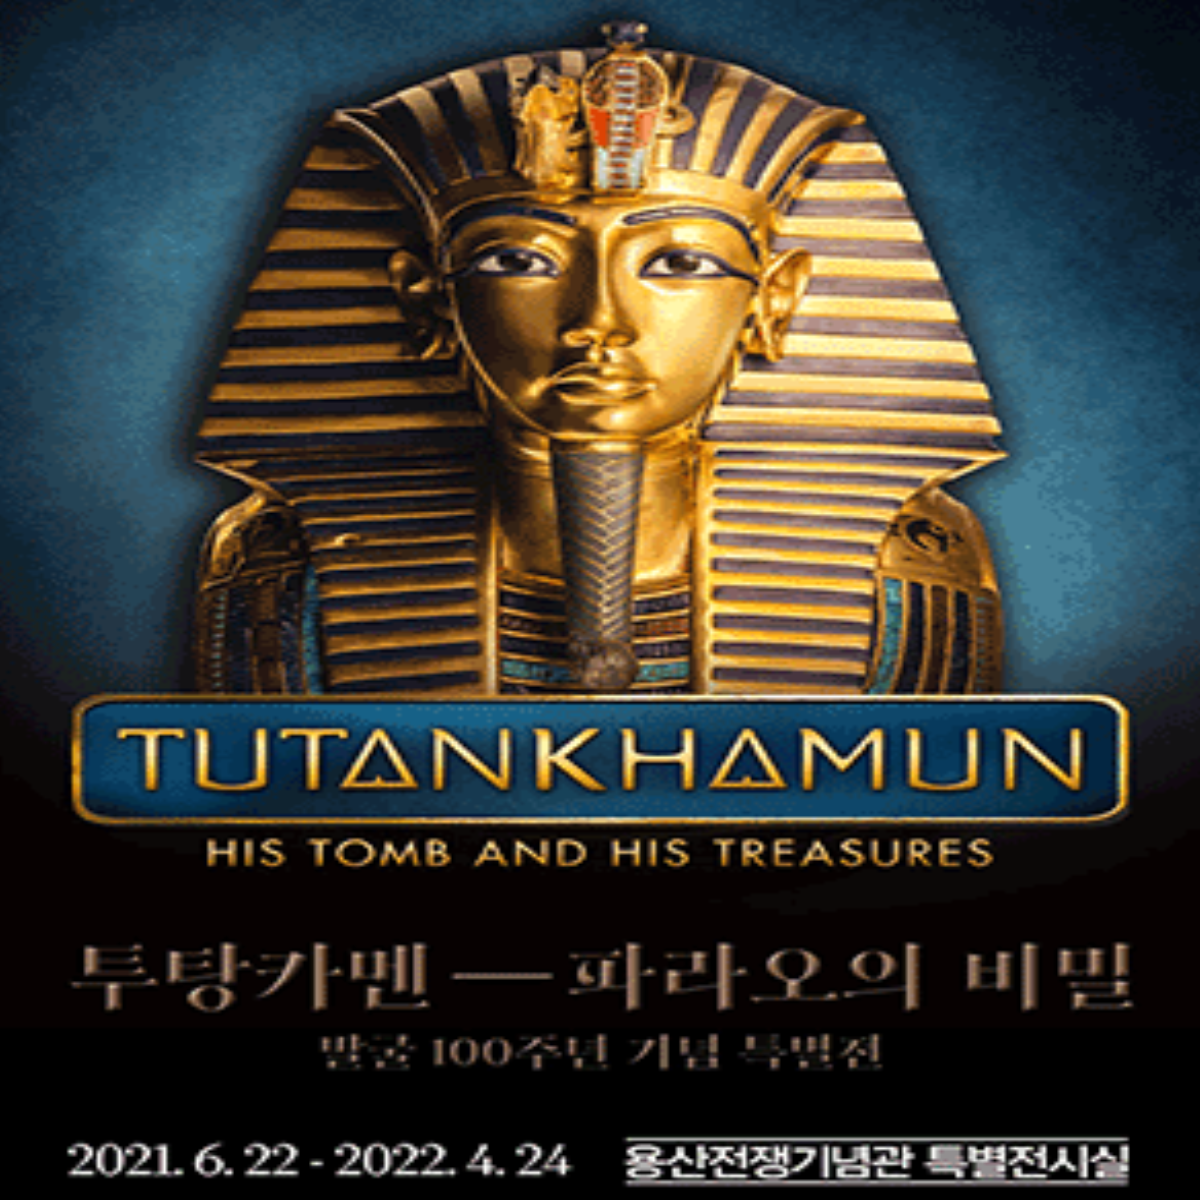 TUTANKHAMUN
HIS TOMB AND HIS TREASURES
투탕카멘 — 파라오의 비밀
발굴 100주년 기념 특별전
2021. 6. 22 - 2022. 4. 24 용산전쟁기념관 특별전시실